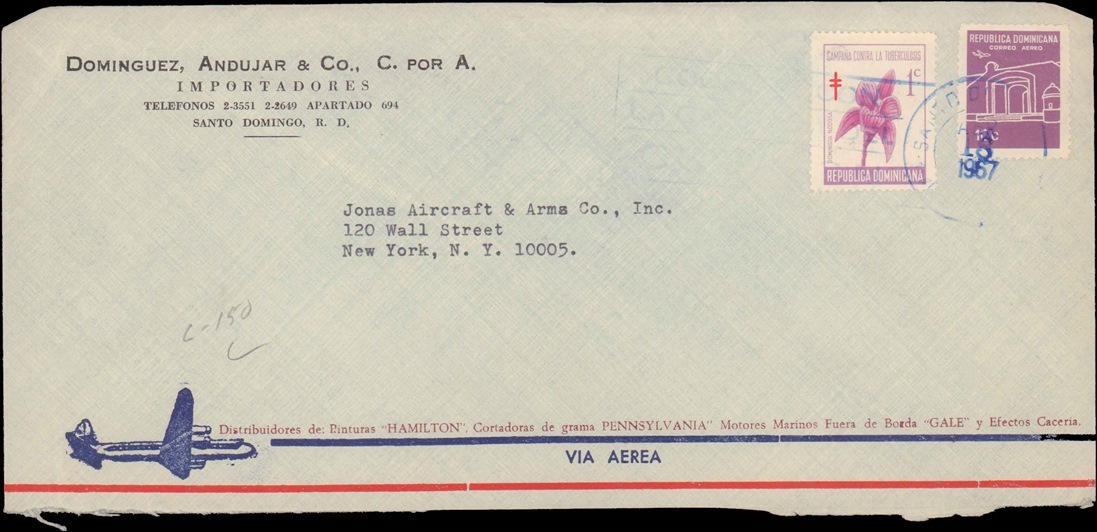 DOMINGUEZ, ANDUJAR & CO., C. POR A.
IMPORTADORES
TELEFONOS 2-3551 2-2649 APARTADO 694
SANTO DOMINGO, R. D.
CAMPAÑA CONTRA LA TUBERCULOSIS
1c
REPUBLICA DOMINICANA
REPUBLICA DOMINICANA
CORREO AEREO
1967
Jonas Aircraft & Arms Co., Inc.
120 Wall Street
New York, N. Y. 10005.
C-150
Distribuidores de: Pinturas "HAMILTON", Cortadoras de grama PENNSYLVANIA" Motores Marinos Fuera de Borda "GALE" y Efectos Caceria.
VIA AEREA